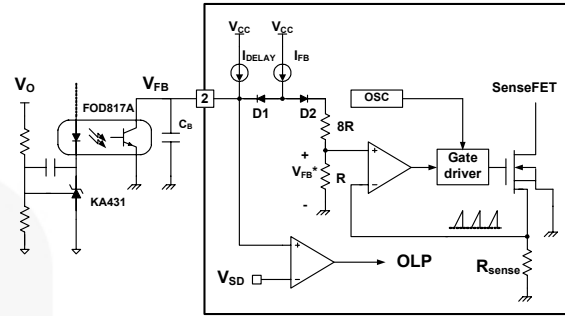 VCC VCC
IDELAY IFB
VO
FOD817A
VFB
2
D1 D2
CB
8R
OSC
SenseFET
+
VFB*
-
R
+
-
Gate
driver
KA431
+
-
VSD
OLP
Rsense